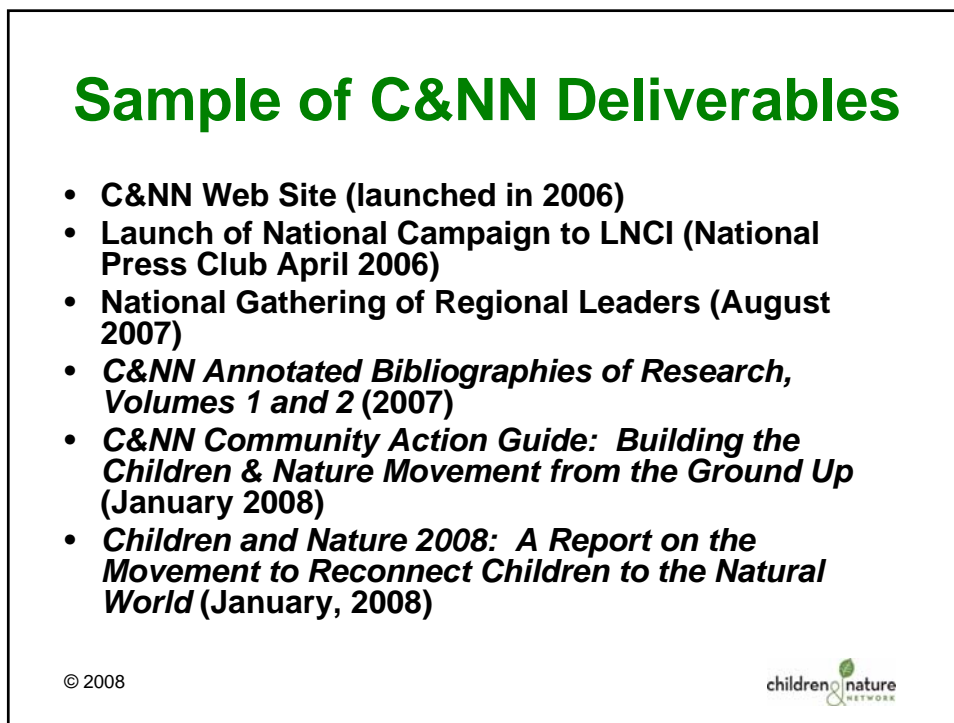 Sample of C&NN Deliverables
• C&NN Web Site (launched in 2006)
• Launch of National Campaign to LNCI (National
Press Club April 2006)
• National Gathering of Regional Leaders (August
2007)
• C&NN Annotated Bibliographies of Research,
Volumes 1 and 2 (2007)
• C&NN Community Action Guide:  Building the
Children & Nature Movement from the Ground Up
(January 2008)
• Children and Nature 2008:  A Report on the
Movement to Reconnect Children to the Natural
World (January, 2008)
© 2008
children & nature
NETWORK